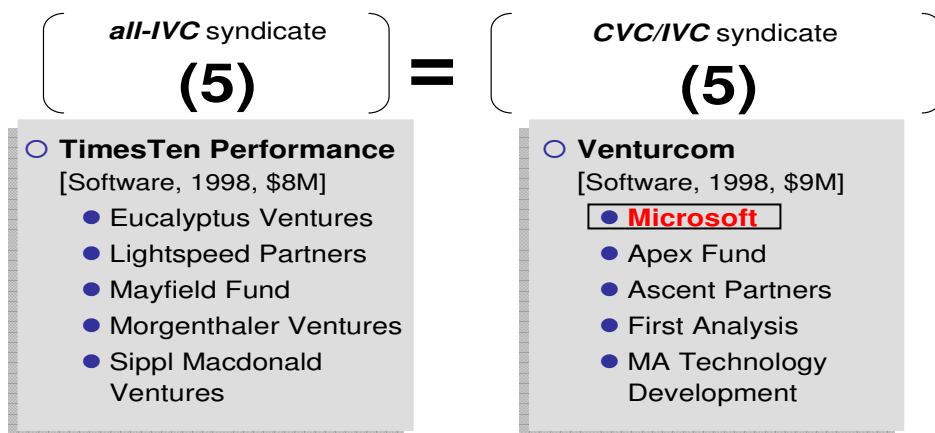 all-IVC syndicate
(5)
=
CVC/IVC syndicate
(5)
TimesTen Performance
[Software, 1998, $8M]
Eucalyptus Ventures
Lightspeed Partners
Mayfield Fund
Morgenthaler Ventures
Sippl Macdonald
Ventures
Venturcom
[Software, 1998, $9M]
Microsoft
Apex Fund
Ascent Partners
First Analysis
MA Technology
Development